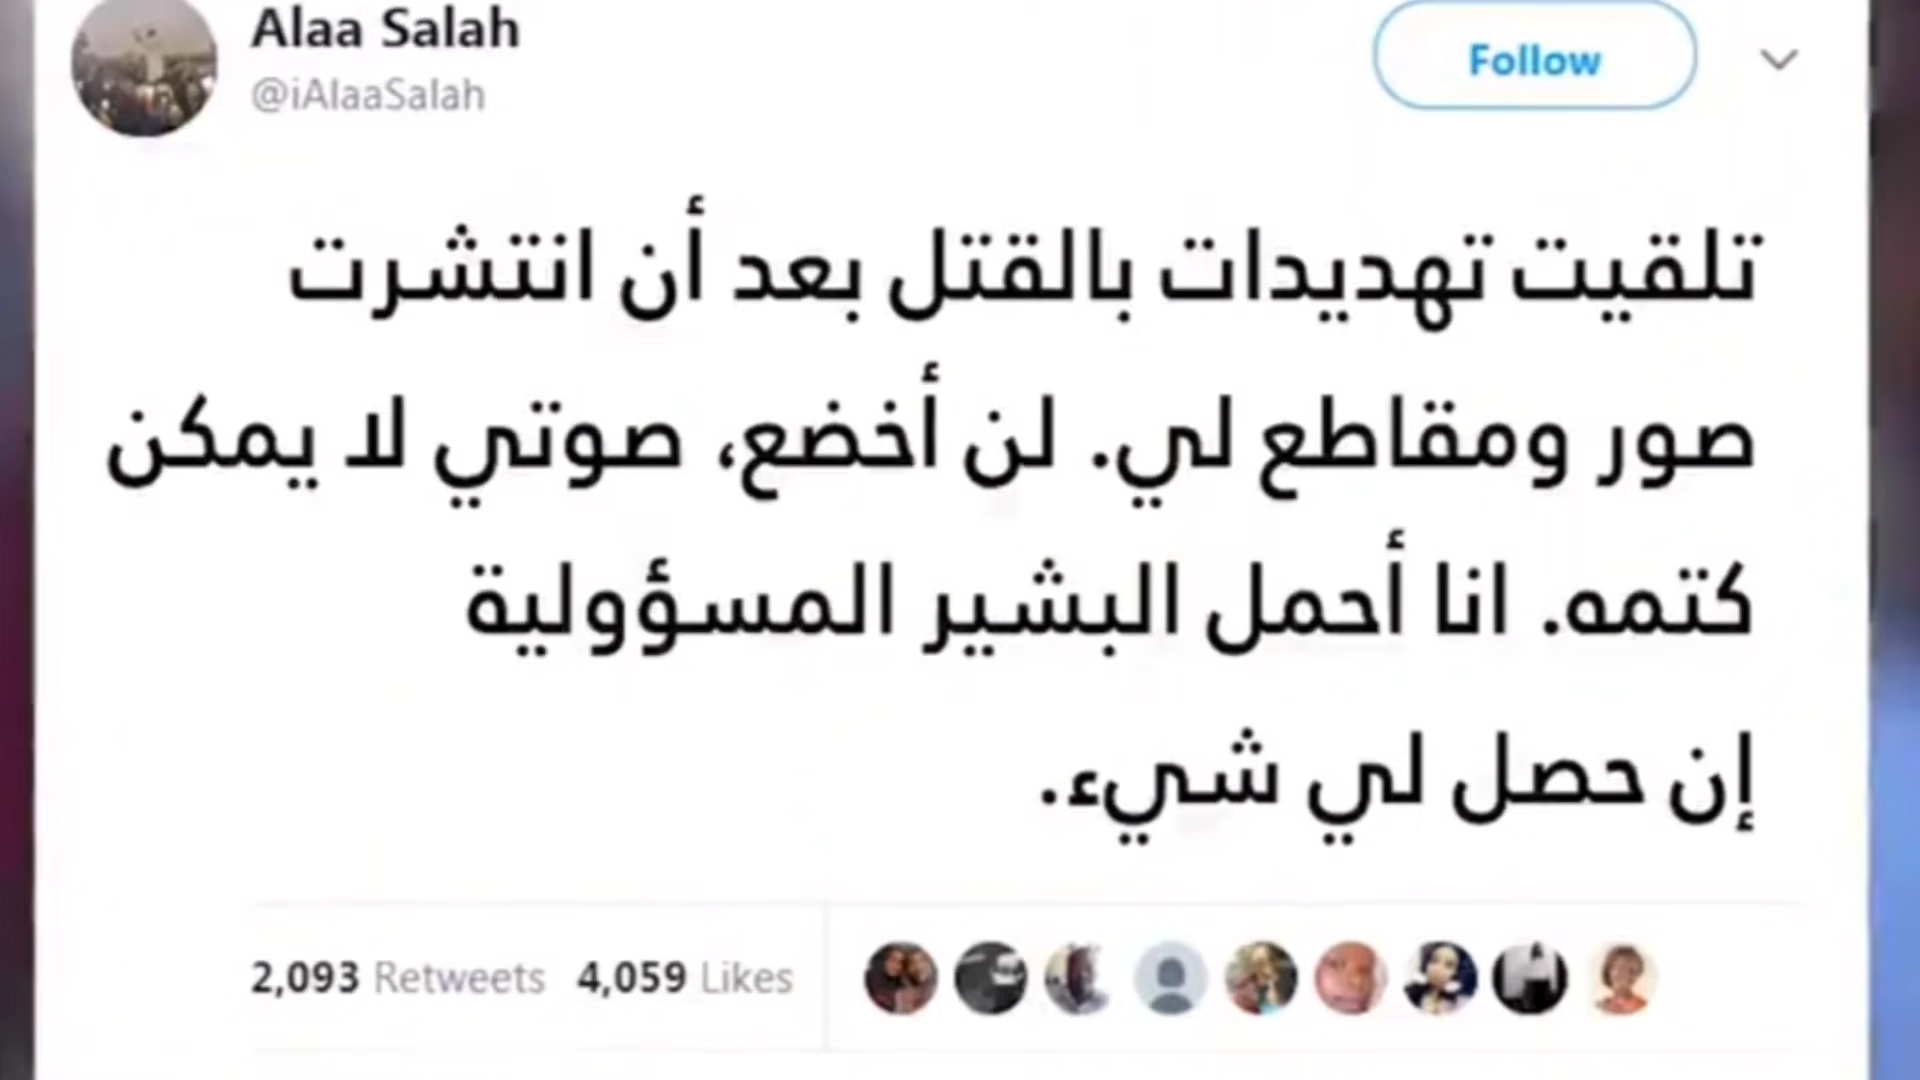 Alaa Salah
@iAlaaSalah
Follow
تلقيت تهديدات بالقتل بعد أن انتشرت
صور ومقاطع لي. لن أخضع، صوتي لا يمكن
كتمه. انا أحمل البشير المسؤولية
إن حصل لي شيء.
2,093 Retweets 4,059 Likes